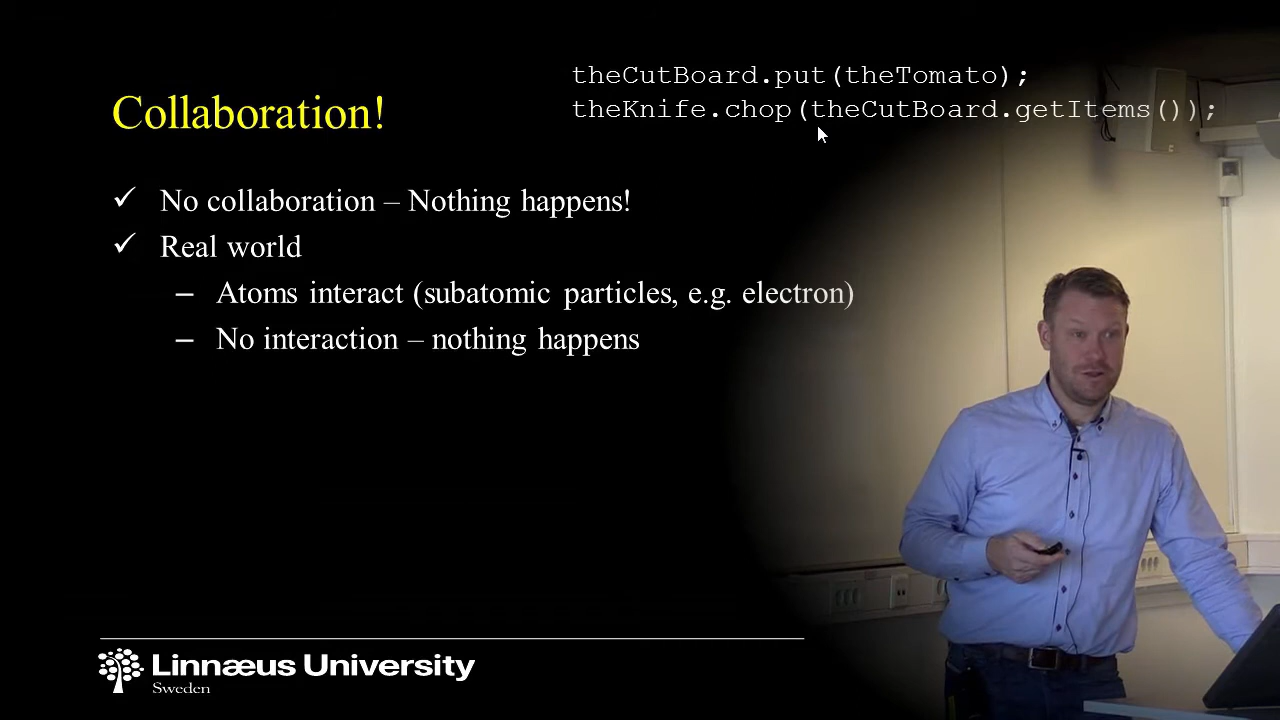 theCutBoard.put(theTomato);
theKnife.chop(theCutBoard.getItems());
Collaboration!
✓ No collaboration – Nothing happens!
✓ Real world
– Atoms interact (subatomic particles, e.g. electron)
– No interaction – nothing happens
Linnæus University
Sweden